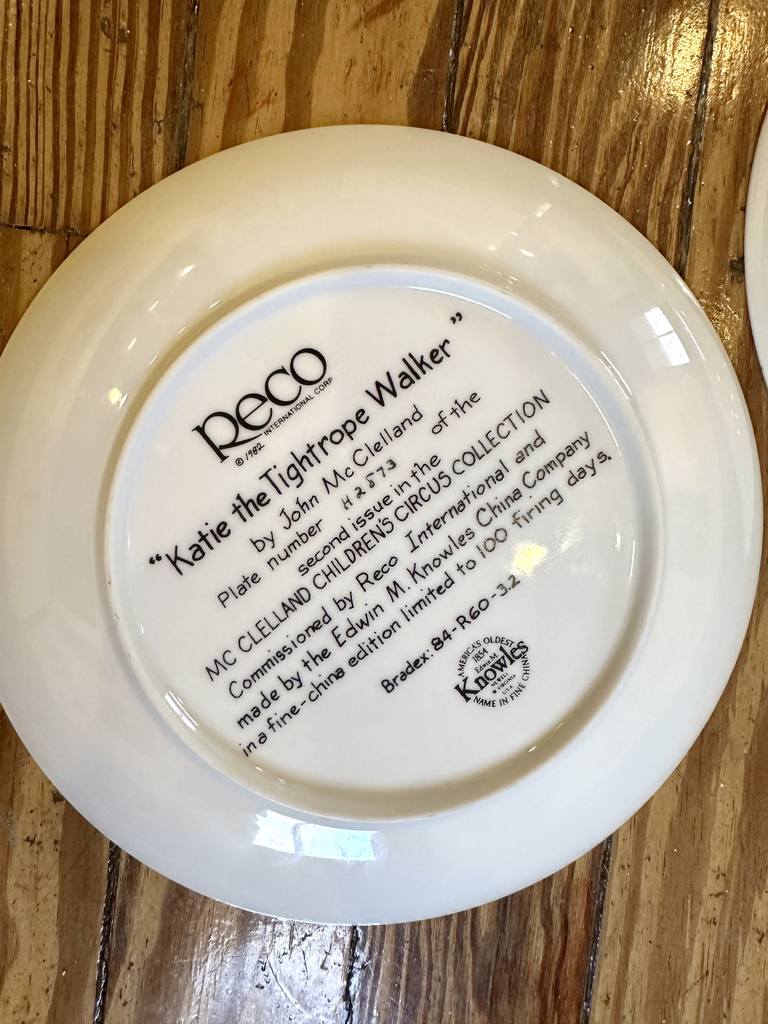 Reco
INTERNATIONAL CORP
© 1982
"Katie the Tightrope Walker"
by John McClelland
Plate number H2873 of the
second issue in the
MC CLELLAND CHILDREN'S CIRCUS COLLECTION
Commissioned by Reco International and
made by the Edwin M. Knowles China Company
in a fine-china edition limited to 100 firing days.
Bradex: 84-R60-3.2
AMERICA'S OLDEST
1854
Edwin M.
Knowles
NEWELL
W VIRGINIA
U.S.A.
NAME IN FINE CHINA